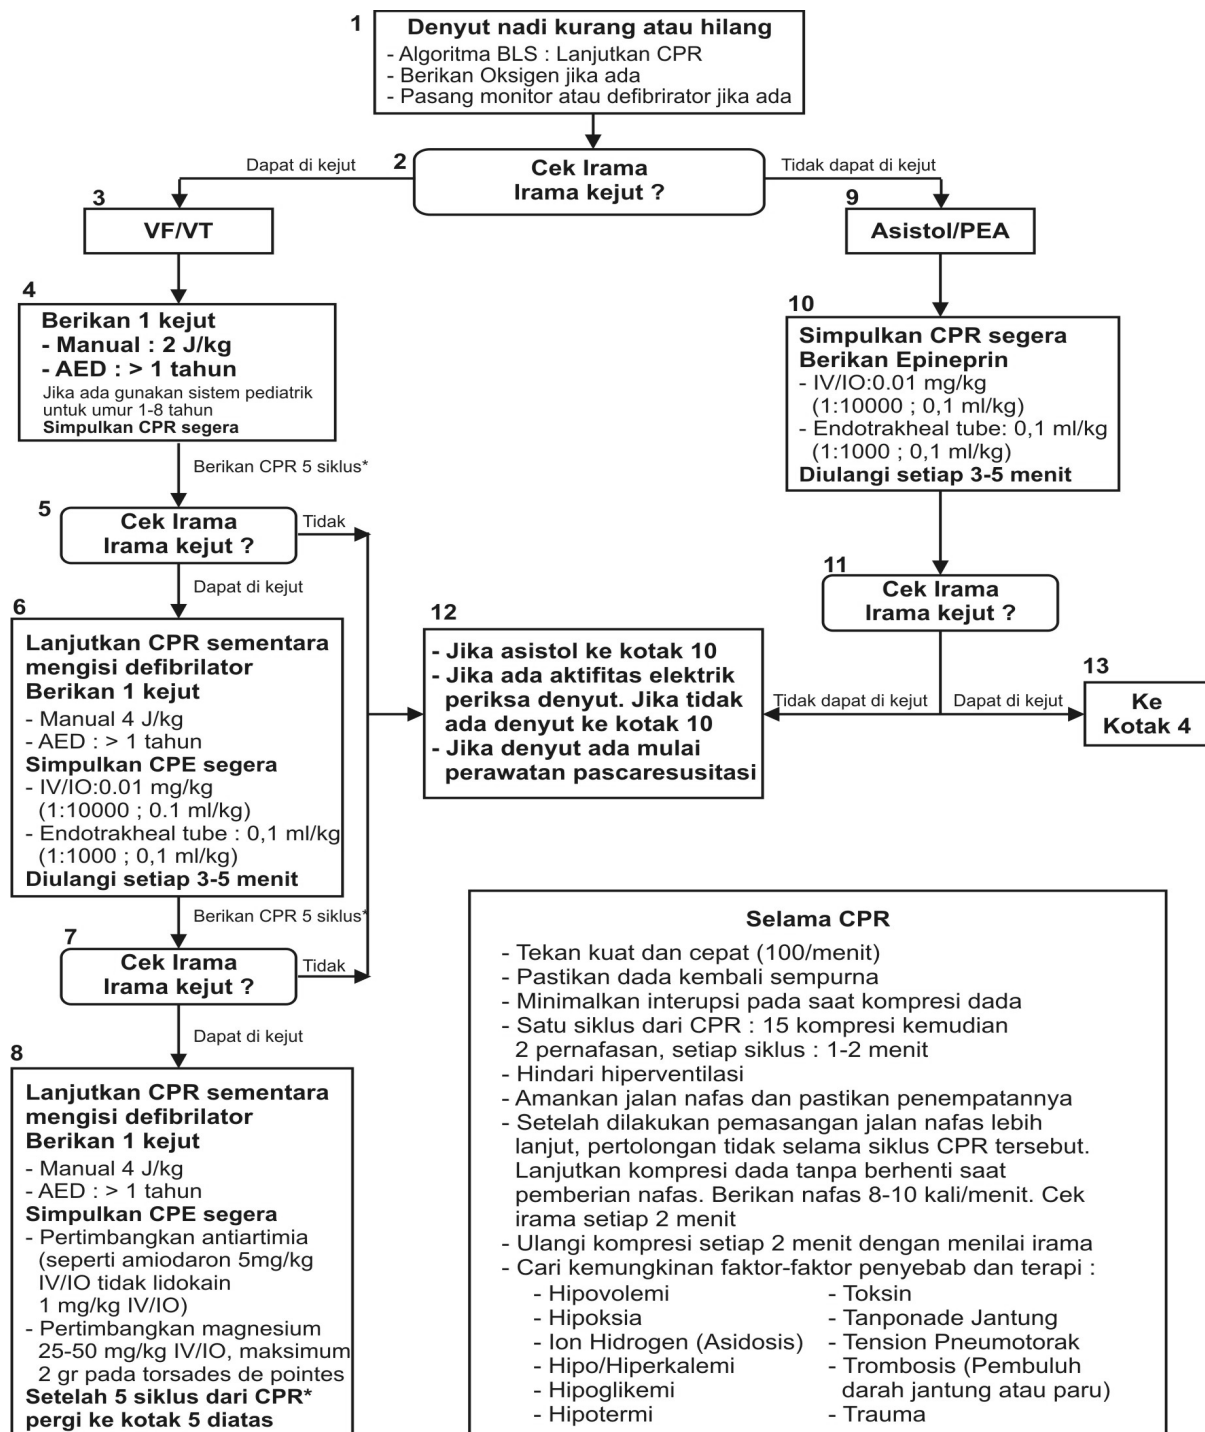 1
Denyut nadi kurang atau hilang
- Algoritma BLS : Lanjutkan CPR
- Berikan Oksigen jika ada
- Pasang monitor atau defibrirator jika ada
2
Cek Irama
Irama kejut ?
Dapat di kejut
Tidak dapat di kejut
3
VF/VT
4
Berikan 1 kejut
- Manual : 2 J/kg
- AED : > 1 tahun
Jika ada gunakan sistem pediatrik
untuk umur 1-8 tahun
Simpulkan CPR segera
Berikan CPR 5 siklus*
5
Cek Irama
Irama kejut ?
Tidak
Dapat di kejut
6
Lanjutkan CPR sementara
mengisi defibrilator
Berikan 1 kejut
- Manual 4 J/kg
- AED : > 1 tahun
Simpulkan CPE segera
- IV/IO:0.01 mg/kg
(1:10000 ; 0.1 ml/kg)
- Endotrakheal tube : 0,1 ml/kg
(1:1000 ; 0,1 ml/kg)
Diulangi setiap 3-5 menit
Berikan CPR 5 siklus*
7
Cek Irama
Irama kejut ?
Tidak
Dapat di kejut
8
Lanjutkan CPR sementara
mengisi defibrilator
Berikan 1 kejut
- Manual 4 J/kg
- AED : > 1 tahun
Simpulkan CPE segera
- Pertimbangkan antiartimia
(seperti amiodaron 5mg/kg
IV/IO tidak lidokain
1 mg/kg IV/IO)
- Pertimbangkan magnesium
25-50 mg/kg IV/IO, maksimum
2 gr pada torsades de pointes
Setelah 5 siklus dari CPR*
pergi ke kotak 5 diatas
9
Asistol/PEA
10
Simpulkan CPR segera
Berikan Epineprin
- IV/IO:0.01 mg/kg
(1:10000 ; 0,1 ml/kg)
- Endotrakheal tube: 0,1 ml/kg
(1:1000 ; 0,1 ml/kg)
Diulangi setiap 3-5 menit
11
Cek Irama
Irama kejut ?
Tidak dapat di kejut
Dapat di kejut
12
- Jika asistol ke kotak 10
- Jika ada aktifitas elektrik
periksa denyut. Jika tidak
ada denyut ke kotak 10
- Jika denyut ada mulai
perawatan pascaresusitasi
13
Ke
Kotak 4
Selama CPR
- Tekan kuat dan cepat (100/menit)
- Pastikan dada kembali sempurna
- Minimalkan interupsi pada saat kompresi dada
- Satu siklus dari CPR : 15 kompresi kemudian
2 pernafasan, setiap siklus : 1-2 menit
- Hindari hiperventilasi
- Amankan jalan nafas dan pastikan penempatannya
- Setelah dilakukan pemasangan jalan nafas lebih
lanjut, pertolongan tidak selama siklus CPR tersebut.
Lanjutkan kompresi dada tanpa berhenti saat
pemberian nafas. Berikan nafas 8-10 kali/menit. Cek
irama setiap 2 menit
- Ulangi kompresi setiap 2 menit dengan menilai irama
- Cari kemungkinan faktor-faktor penyebab dan terapi :
- Hipovolemi
- Hipoksia
- Ion Hidrogen (Asidosis)
- Hipo/Hiperkalemi
- Hipoglikemi
- Hipotermi
- Toksin
- Tanponade Jantung
- Tension Pneumotorak
- Trombosis (Pembuluh
darah jantung atau paru)
- Trauma